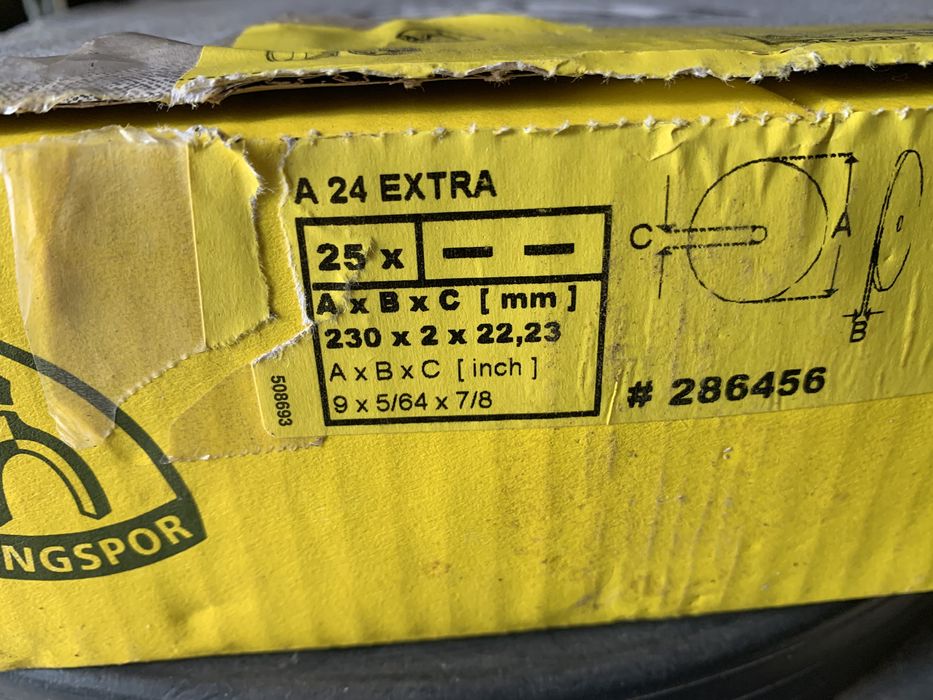 A 24 EXTRA
25 x — —
A x B x C [ mm ]
230 x 2 x 22,23
A x B x C [ inch ]
9 x 5/64 x 7/8
508693
C
A
B
# 286456
NGSPOR